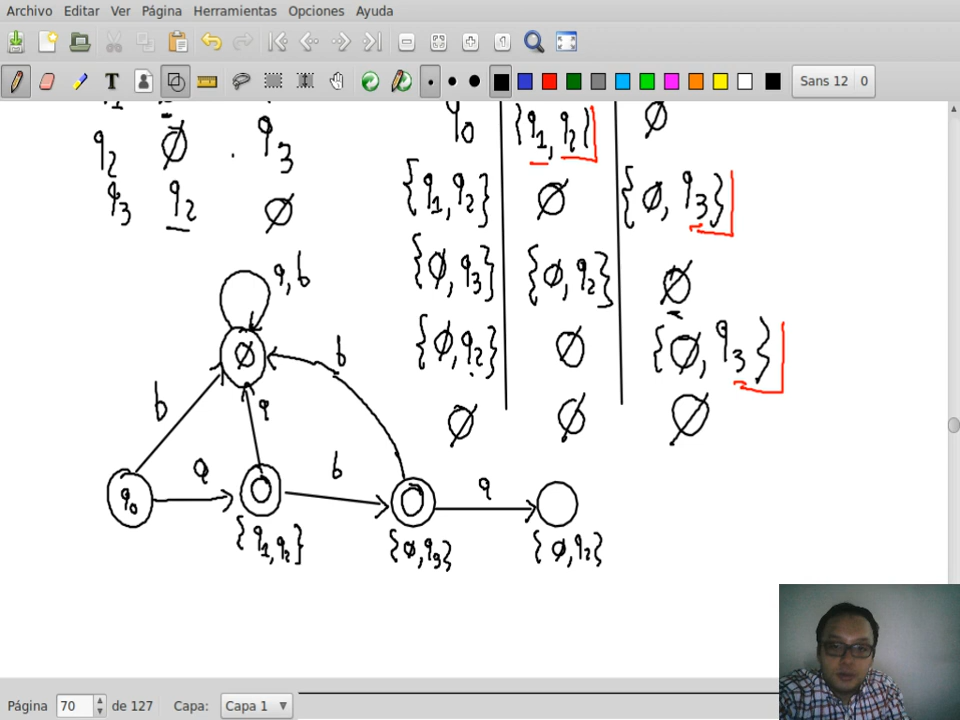 Archivo Editar Ver Página Herramientas Opciones Ayuda
T Sans 12 0
q1
q2 ∅ . q3
q3 q2 ∅
q0 {q1, q2} ∅
{q1, q2} ∅ {∅, q3}
{∅, q3} {∅, q2} ∅
{∅, q2} ∅ {∅, q3}
∅ ∅ ∅
a, b
∅ b
b a
a b a
q0
{q1, q2} {∅, q3} {∅, q2}
Página 70 de 127 Capa: Capa 1